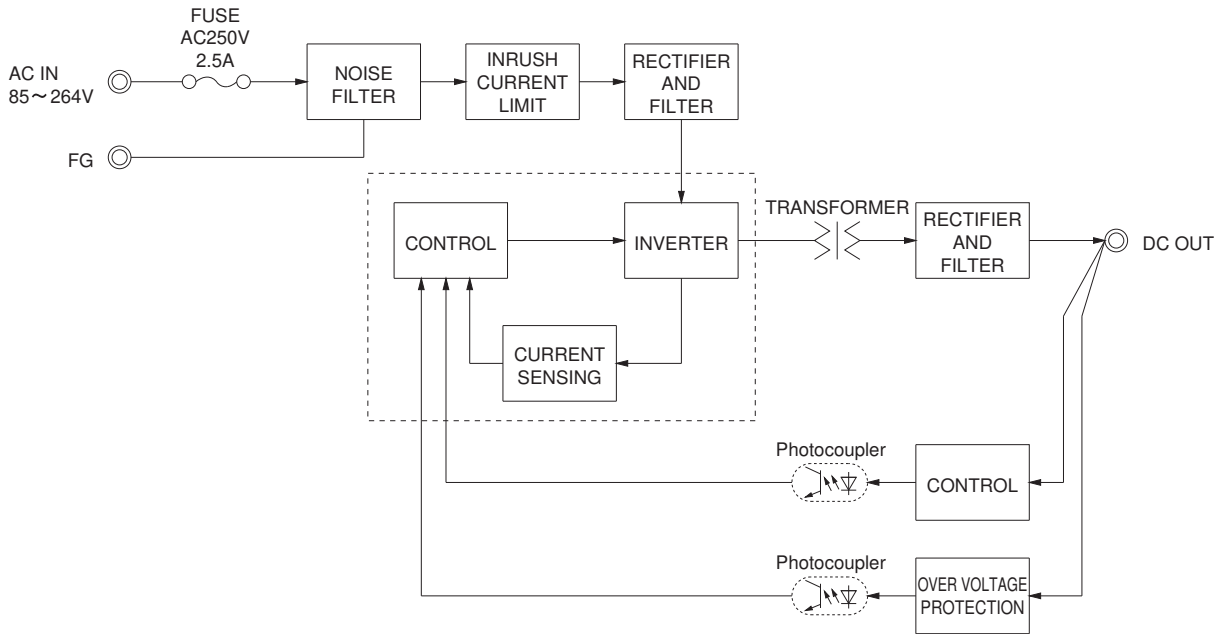 FUSE
AC250V
2.5A
AC IN
85～264V
FG
NOISE
FILTER
INRUSH
CURRENT
LIMIT
RECTIFIER
AND
FILTER
CONTROL
INVERTER
TRANSFORMER
RECTIFIER
AND
FILTER
DC OUT
CURRENT
SENSING
Photocoupler
CONTROL
Photocoupler
OVER VOLTAGE
PROTECTION